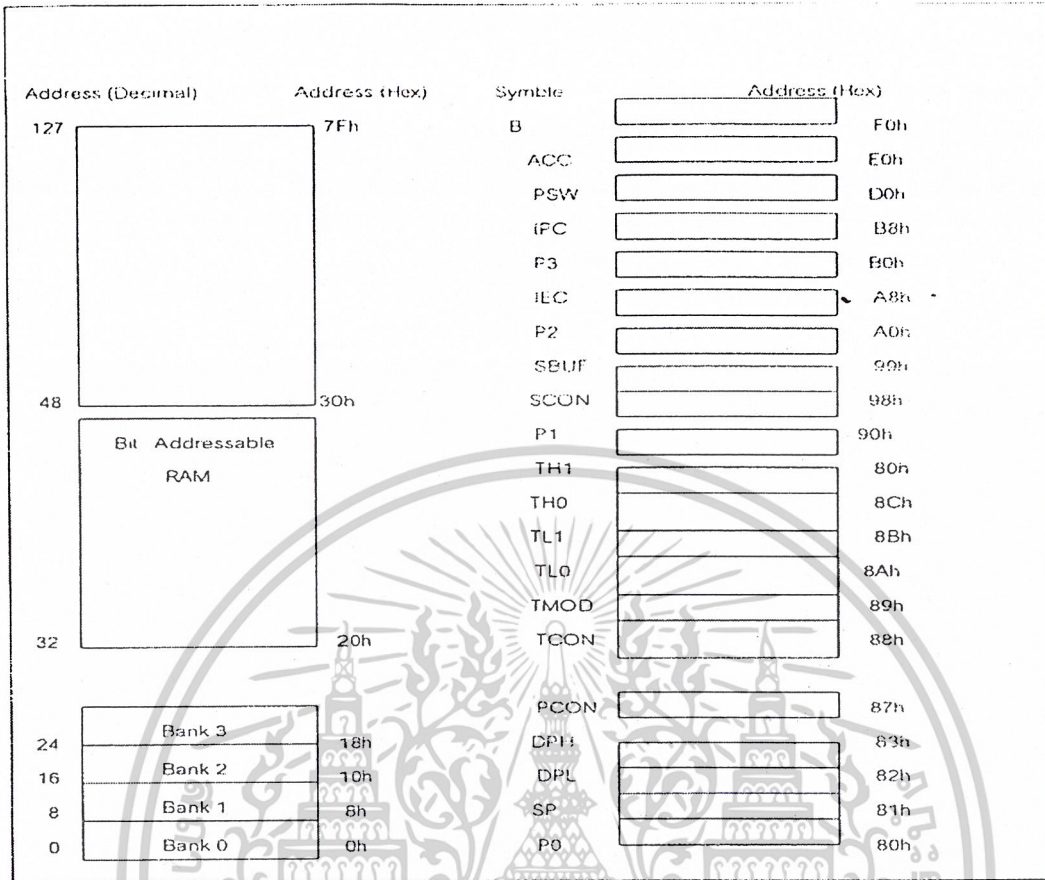 Address (Decimal) Address (Hex) Symble Address (Hex)
127 7Fh B F0h
ACC E0h
PSW D0h
IPC B8h
P3 B0h
IEC A8h
P2 A0h
SBUF 99h
48 30h SCON 98h
Bit Addressable P1 90h
RAM TH1 80h
TH0 8Ch
TL1 8Bh
TL0 8Ah
TMOD 89h
32 20h TCON 88h
PCON 87h
Bank 3
24 18h DPH 83h
Bank 2
16 10h DPL 82h
Bank 1
8 8h SP 81h
0 Bank 0 0h P0 80h